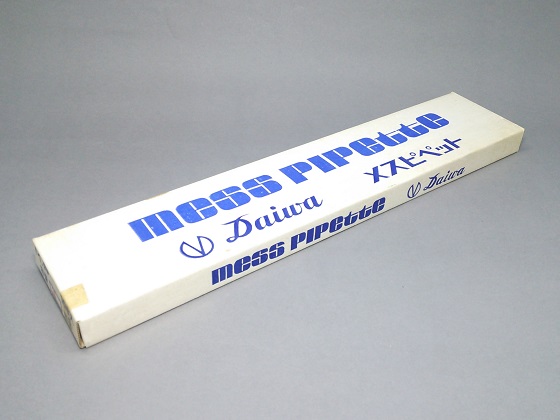 mess PIPette
メスピペット
Daiwa
mess PIPette
Daiwa